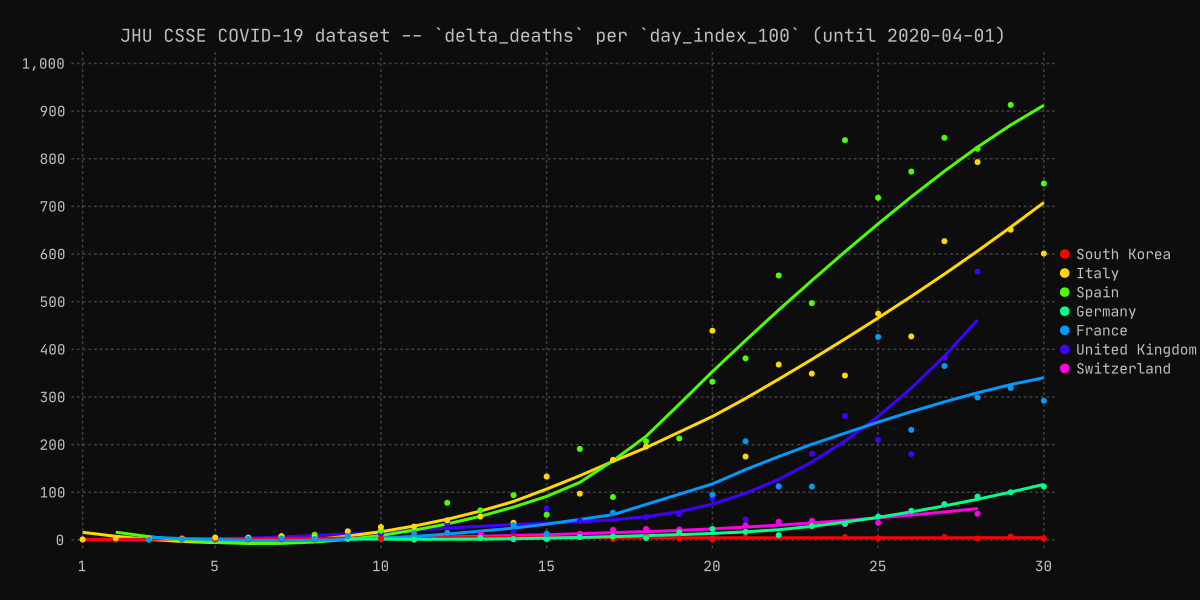 JHU CSSE COVID-19 dataset -- `delta_deaths` per `day_index_100` (until 2020-04-01)
1,000
900
800
700
600
500
400
300
200
100
0
1 5 10 15 20 25 30
South Korea
Italy
Spain
Germany
France
United Kingdom
Switzerland